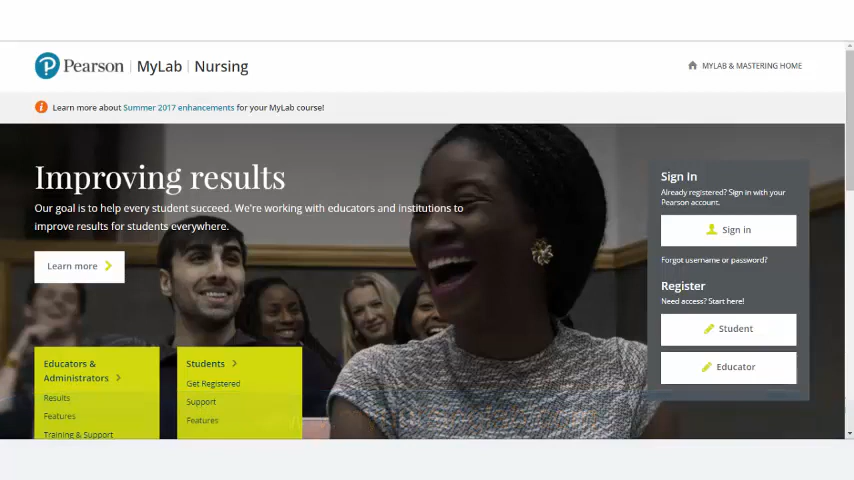 Pearson | MyLab | Nursing
MYLAB & MASTERING HOME
Learn more about Summer 2017 enhancements for your MyLab course!
Improving results
Our goal is to help every student succeed. We're working with educators and institutions to
improve results for students everywhere.
Learn more
Educators &
Administrators
Results
Features
Training & Support
Students
Get Registered
Support
Features
Sign In
Already registered? Sign in with your
Pearson account.
Sign in
Forgot username or password?
Register
Need access? Start here!
Student
Educator